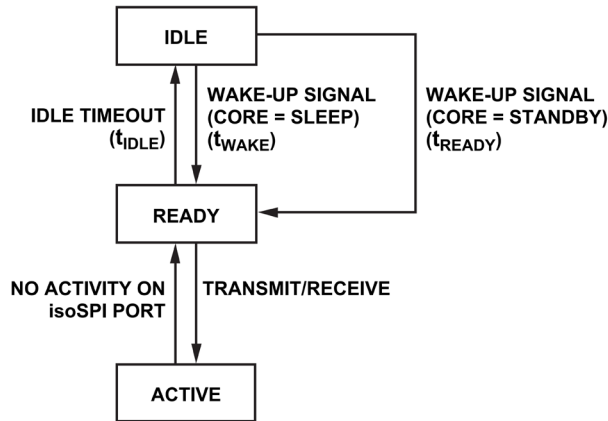 IDLE
IDLE TIMEOUT
(tIDLE)
WAKE-UP SIGNAL
(CORE = SLEEP)
(tWAKE)
WAKE-UP SIGNAL
(CORE = STANDBY)
(tREADY)
READY
NO ACTIVITY ON
isoSPI PORT
TRANSMIT/RECEIVE
ACTIVE